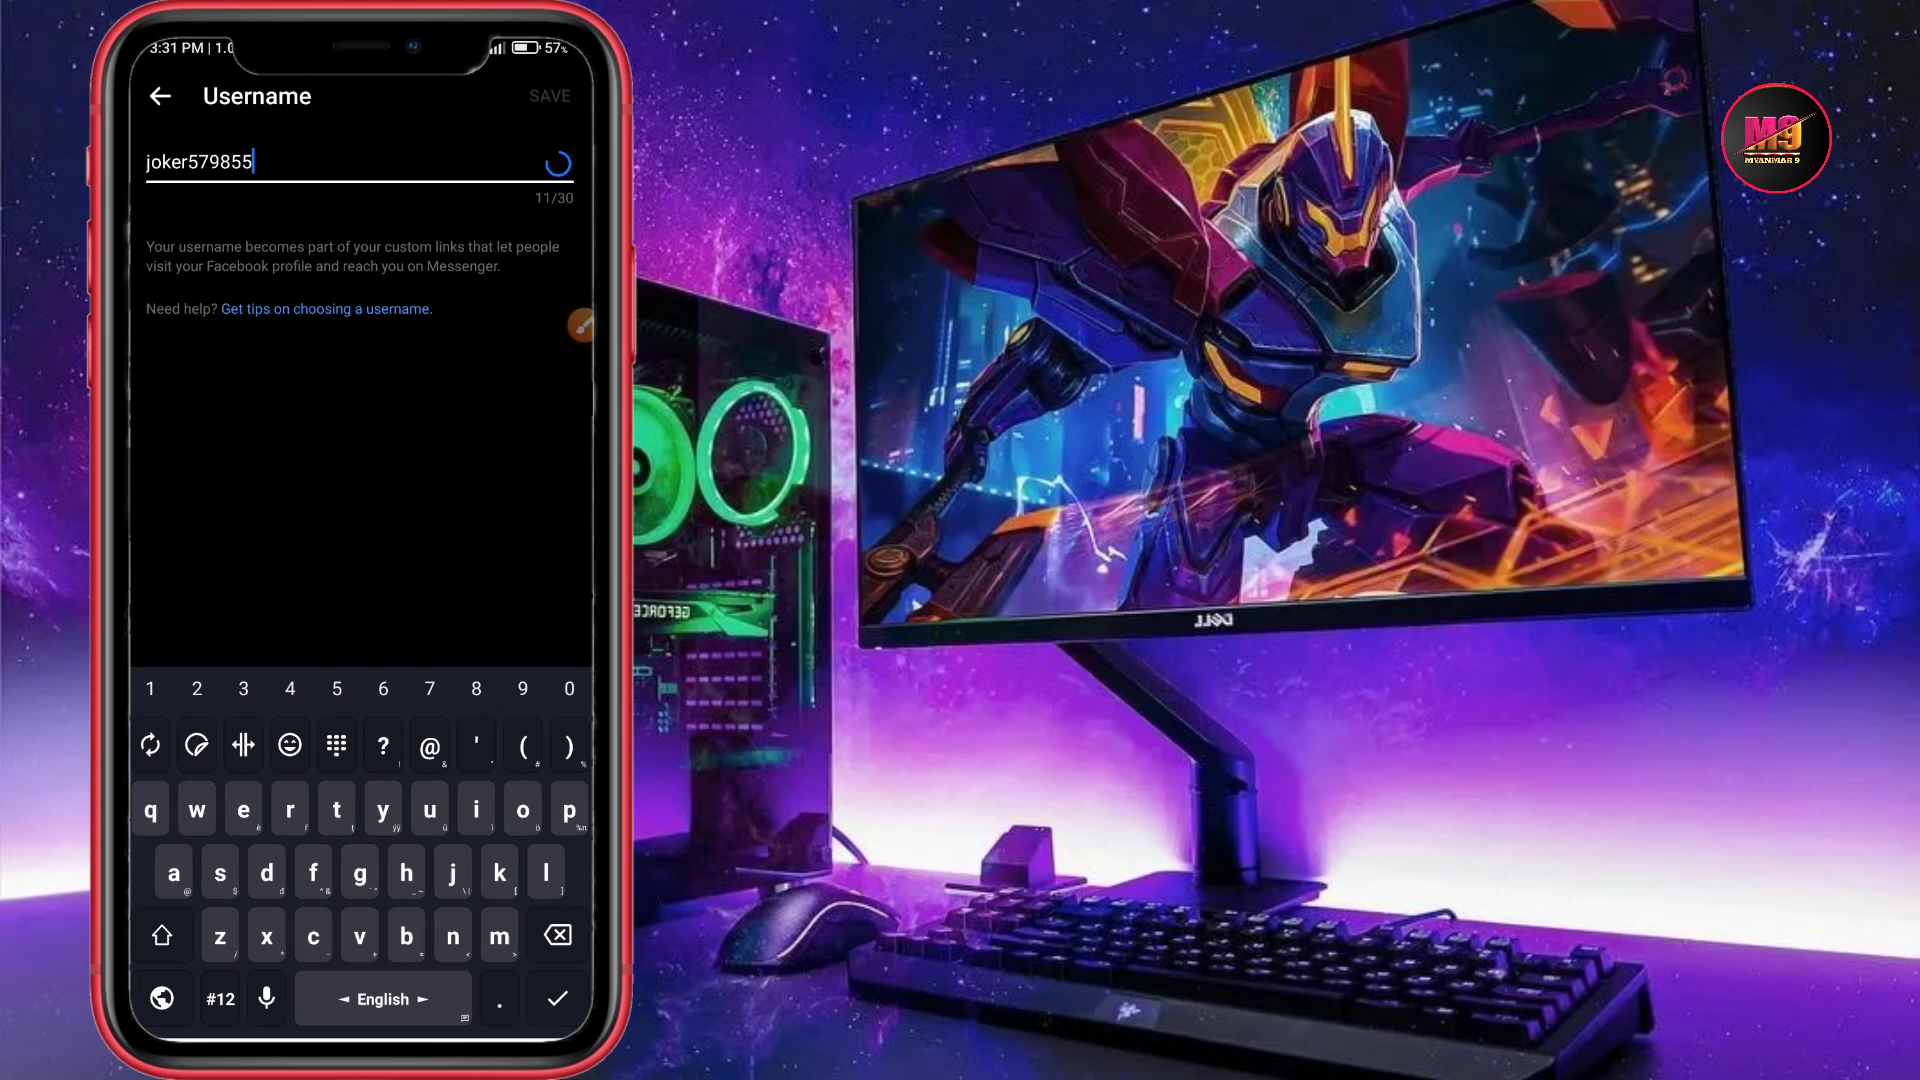 3:31 PM | 1.0
57%
Username
SAVE
joker579855
11/30
Your username becomes part of your custom links that let people
visit your Facebook profile and reach you on Messenger.
Need help? Get tips on choosing a username.
1 2 3 4 5 6 7 8 9 0
? @ ' ( )
q w e r t y u i o p
a s d f g h j k l
z x c v b n m
#12 ◄ English ► .
M9
MYANMAR 9
GEFORCE
DELL